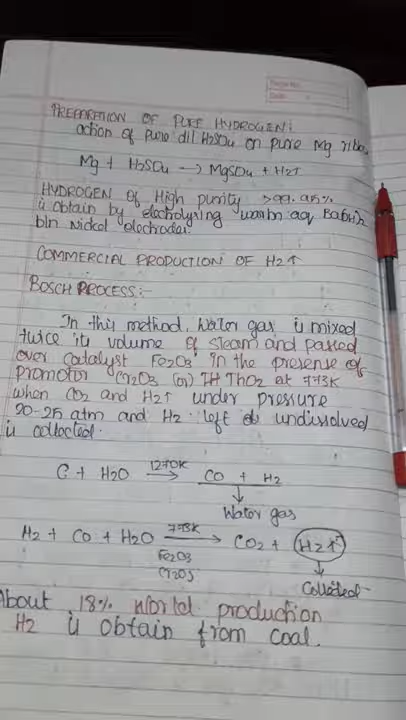 PREPARATION OF PURE HYDROGEN:
action of pure dil H2SO4 on pure Mg ribbon
Mg + H2SO4 → MgSO4 + H2↑
HYDROGEN of High purity >99.95%
is obtain by electrolysing warm aq Ba(OH)2
b/n Nickel electrodes.
COMMERCIAL PRODUCTION OF H2↑
BOSCH PROCESS:-
In this method, water gas is mixed
twice its volume of steam and passed
over catalyst Fe2O3 in the presense of
promotor Cr2O3 (or) ThO2 at 773K
when CO2 and H2↑ under pressure
20-25 atm and H2 left undissolved
is collected.
C + H2O 1270K → CO + H2
↓
Water gas
H2 + CO + H2O 773K → CO2 + H2↑
Fe2O3
Cr2O3
↓
Collected
About 18% World production
H2 is obtain from coal.